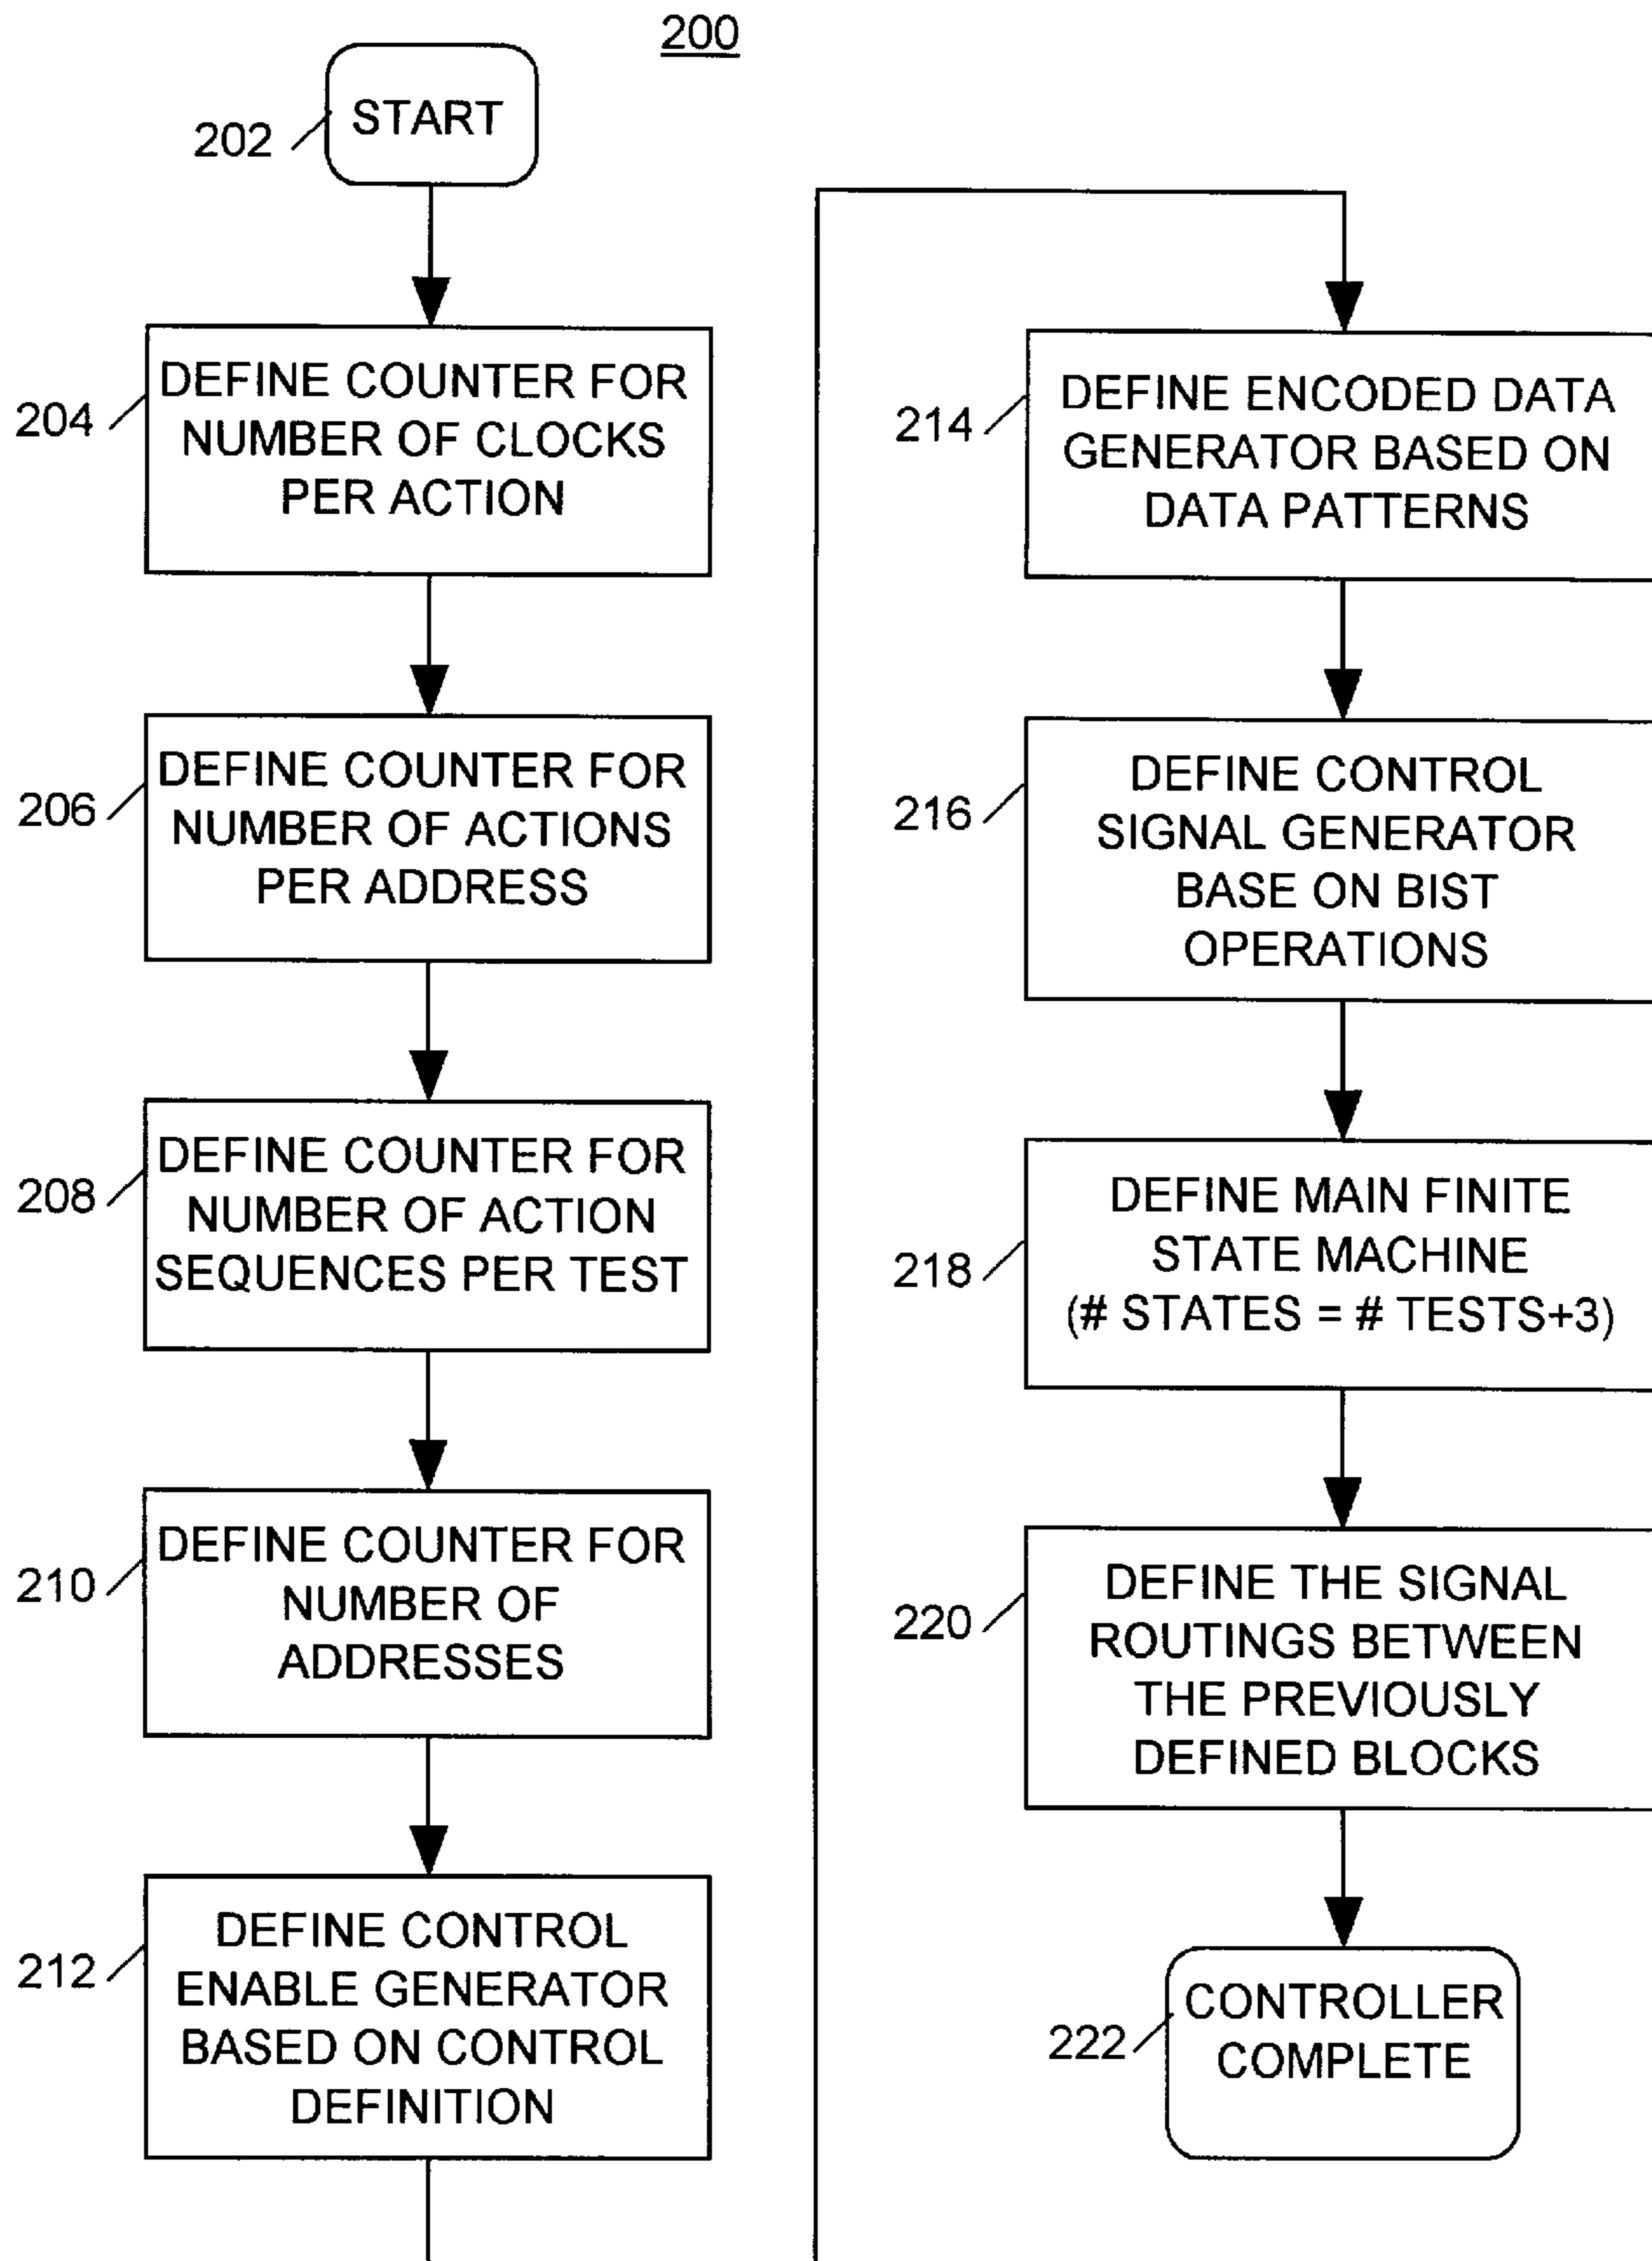 200
START
202
DEFINE COUNTER FOR
NUMBER OF CLOCKS
PER ACTION
204
DEFINE COUNTER FOR
NUMBER OF ACTIONS
PER ADDRESS
206
DEFINE COUNTER FOR
NUMBER OF ACTION
SEQUENCES PER TEST
208
DEFINE COUNTER FOR
NUMBER OF
ADDRESSES
210
DEFINE CONTROL
ENABLE GENERATOR
BASED ON CONTROL
DEFINITION
212
DEFINE ENCODED DATA
GENERATOR BASED ON
DATA PATTERNS
214
DEFINE CONTROL
SIGNAL GENERATOR
BASE ON BIST
OPERATIONS
216
DEFINE MAIN FINITE
STATE MACHINE
(# STATES = # TESTS+3)
218
DEFINE THE SIGNAL
ROUTINGS BETWEEN
THE PREVIOUSLY
DEFINED BLOCKS
220
CONTROLLER
COMPLETE
222